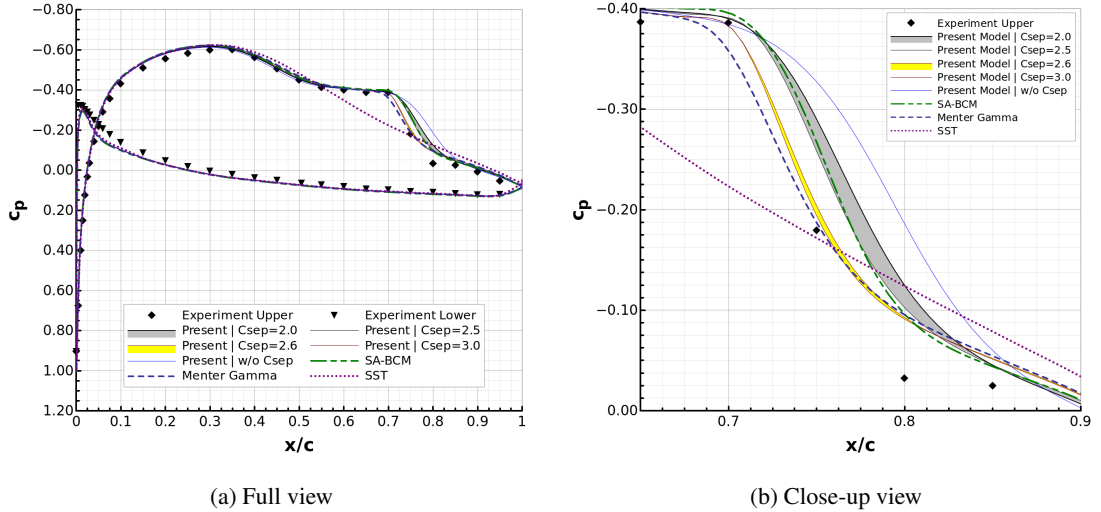 −0.80
−0.60
−0.40
−0.20
0.00
0.20
0.40
0.60
0.80
1.00
1.20
cp
0 0.1 0.2 0.3 0.4 0.5 0.6 0.7 0.8 0.9 1
x/c
Experiment Upper Experiment Lower
Present | Csep=2.0 Present | Csep=2.5
Present | Csep=2.6 Present | Csep=3.0
Present | w/o Csep SA-BCM
Menter Gamma SST
(a) Full view
−0.40
−0.30
−0.20
−0.10
0.00
cp
0.7 0.8 0.9
x/c
Experiment Upper
Present Model | Csep=2.0
Present Model | Csep=2.5
Present Model | Csep=2.6
Present Model | Csep=3.0
Present Model | w/o Csep
SA-BCM
Menter Gamma
SST
(b) Close-up view